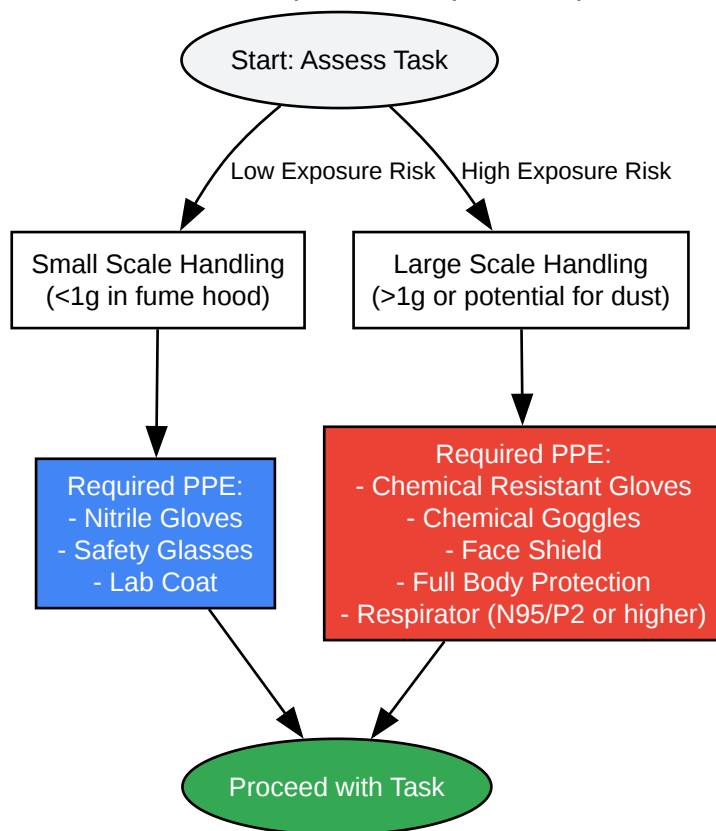 Start: Assess Task
Low Exposure Risk
High Exposure Risk
Small Scale Handling
(<1g in fume hood)
Large Scale Handling
(>1g or potential for dust)
Required PPE:
- Nitrile Gloves
- Safety Glasses
- Lab Coat
Required PPE:
- Chemical Resistant Gloves
- Chemical Goggles
- Face Shield
- Full Body Protection
- Respirator (N95/P2 or higher)
Proceed with Task